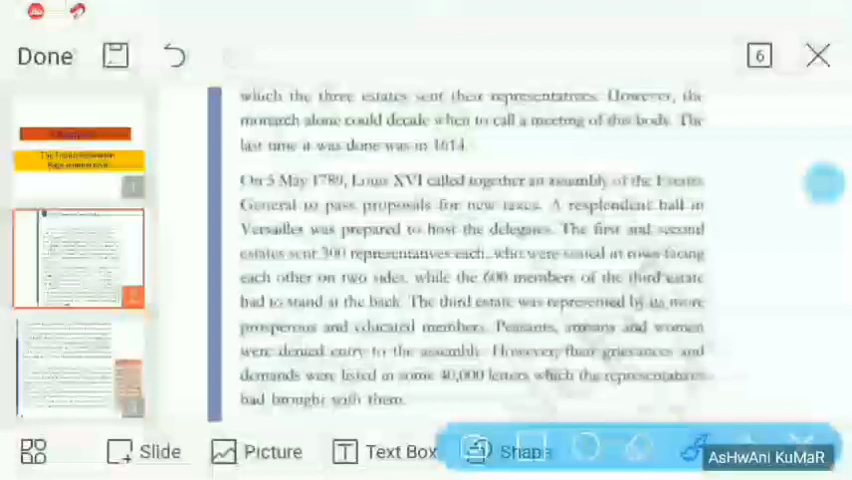 Done
6
which the three estates sent their representatives. However, the
monarch alone could decade when to call a meeting of this body. The
last time it was done was in 1614.
On 5 May 1789, Louis XVI called together an assembly of the Estates
General to pass proposals for new taxes. A resplendent hall in
Versailles was prepared to host the delegates. The first and second
estates sent 300 representatives each, who were seated in rows facing
each other on two sides, while the 600 members of the third estate
had to stand at the back. The third estate was represented by its more
prosperous and educated members. Peasants, artisans and women
were denied entry to the assembly. However, their grievances and
demands were listed in some 40,000 letters which the representatives
had brought with them.
1
2
3
Slide
Picture
T
Text Box
Shape
AsHwAni KuMaR